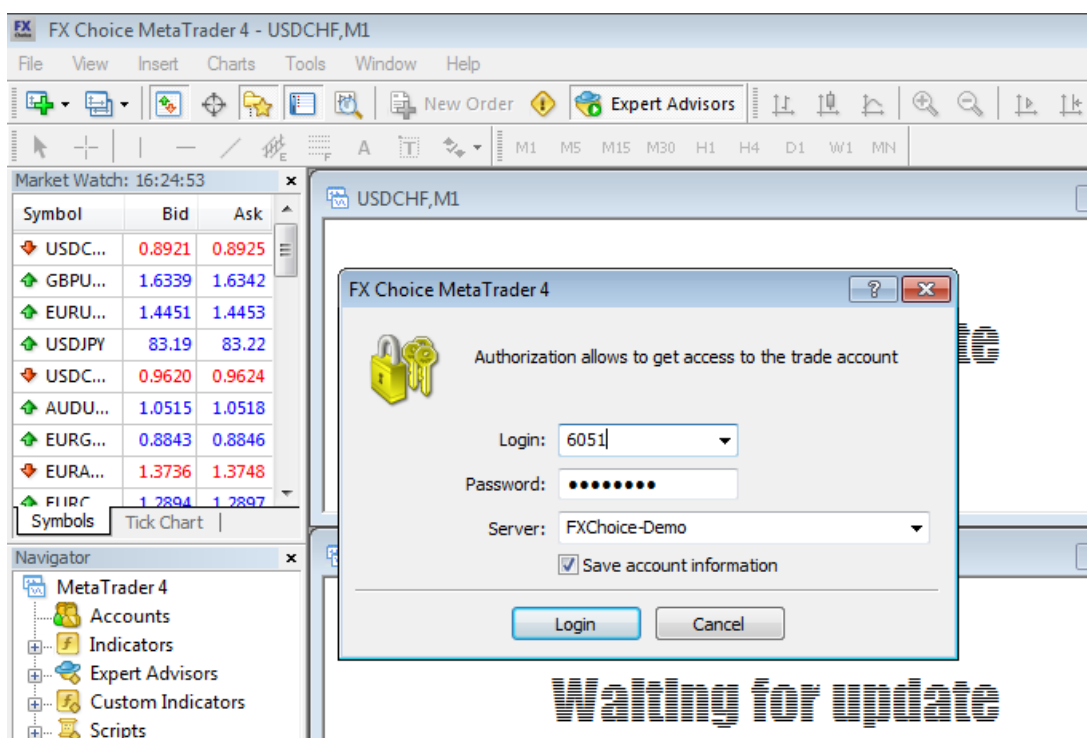 FX Choice MetaTrader 4 - USDCHF,M1
File View Insert Charts Tools Window Help
New Order Expert Advisors
E F A T M1 M5 M15 M30 H1 H4 D1 W1 MN
Market Watch: 16:24:53
Symbol Bid Ask
USDC... 0.8921 0.8925
GBPU... 1.6339 1.6342
EURU... 1.4451 1.4453
USDJPY 83.19 83.22
USDC... 0.9620 0.9624
AUDU... 1.0515 1.0518
EURG... 0.8843 0.8846
EURA... 1.3736 1.3748
EURC 1.2894 1.2897
Symbols Tick Chart
Navigator
MetaTrader 4
Accounts
Indicators
Expert Advisors
Custom Indicators
Scripts
USDCHF,M1
te
FX Choice MetaTrader 4
Authorization allows to get access to the trade account
Login: 6051
Password: ●●●●●●●●
Server: FXChoice-Demo
Save account information
Login Cancel
Waiting for update